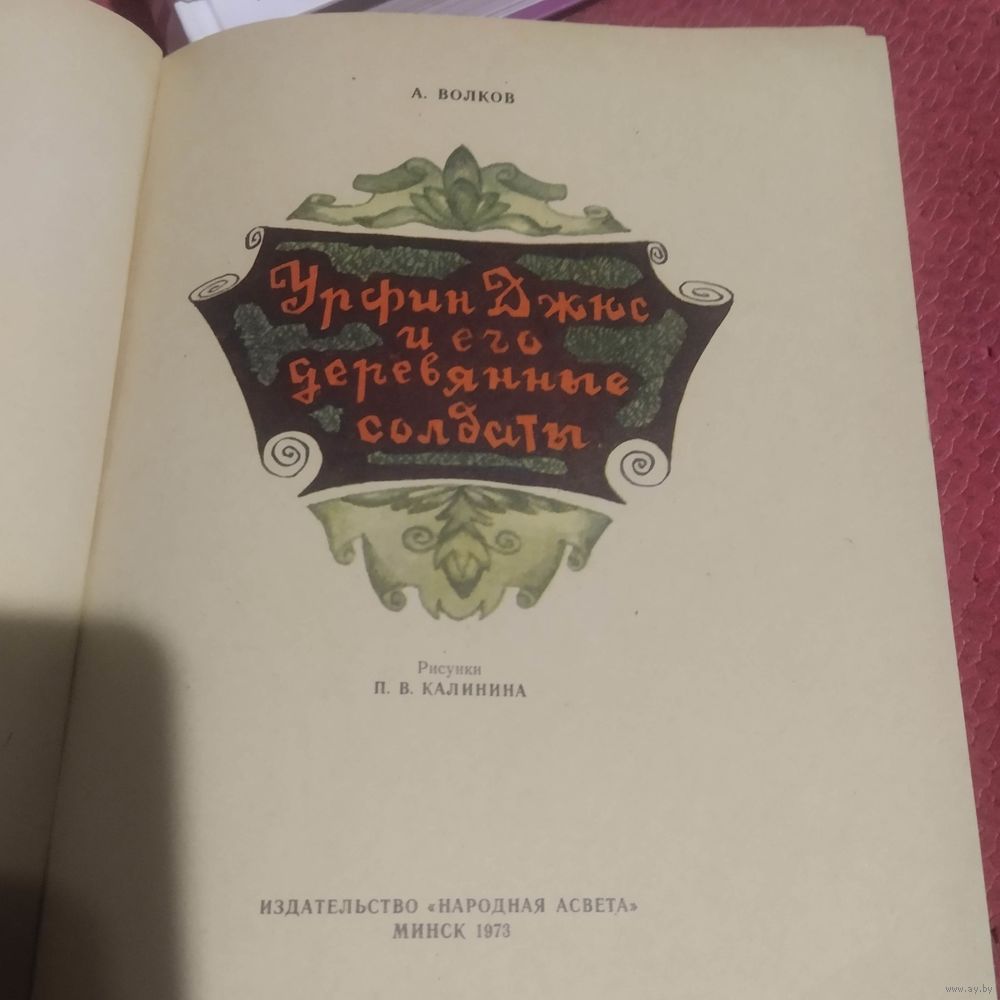 А. ВОЛКОВ
Урфин Джюс
и его
деревянные
солдаты
Рисунки
П. В. КАЛИНИНА
ИЗДАТЕЛЬСТВО «НАРОДНАЯ АСВЕТА»
МИНСК 1973
www.ay.by